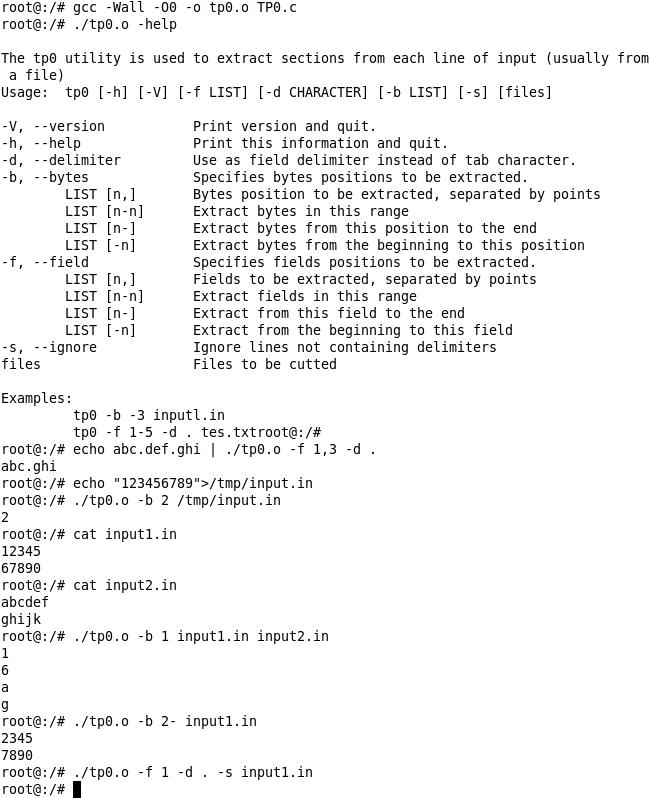 root@:/# gcc -Wall -O0 -o tp0.o TP0.c
root@:/# ./tp0.o -help

The tp0 utility is used to extract sections from each line of input (usually from
 a file)
Usage:  tp0 [-h] [-V] [-f LIST] [-d CHARACTER] [-b LIST] [-s] [files]

-V, --version           Print version and quit.
-h, --help              Print this information and quit.
-d, --delimiter         Use as field delimiter instead of tab character.
-b, --bytes             Specifies bytes positions to be extracted.
        LIST [n,]       Bytes position to be extracted, separated by points
        LIST [n-n]      Extract bytes in this range
        LIST [n-]       Extract bytes from this position to the end
        LIST [-n]       Extract bytes from the beginning to this position
-f, --field             Specifies fields positions to be extracted.
        LIST [n,]       Fields to be extracted, separated by points
        LIST [n-n]      Extract fields in this range
        LIST [n-]       Extract from this field to the end
        LIST [-n]       Extract from the beginning to this field
-s, --ignore            Ignore lines not containing delimiters
files                   Files to be cutted

Examples:
         tp0 -b -3 inputl.in
         tp0 -f 1-5 -d . tes.txtroot@:/#
root@:/# echo abc.def.ghi | ./tp0.o -f 1,3 -d .
abc.ghi
root@:/# echo "123456789">/tmp/input.in
root@:/# ./tp0.o -b 2 /tmp/input.in
2
root@:/# cat input1.in
12345
67890
root@:/# cat input2.in
abcdef
ghijk
root@:/# ./tp0.o -b 1 input1.in input2.in
1
6
a
g
root@:/# ./tp0.o -b 2- input1.in
2345
7890
root@:/# ./tp0.o -f 1 -d . -s input1.in
root@:/#